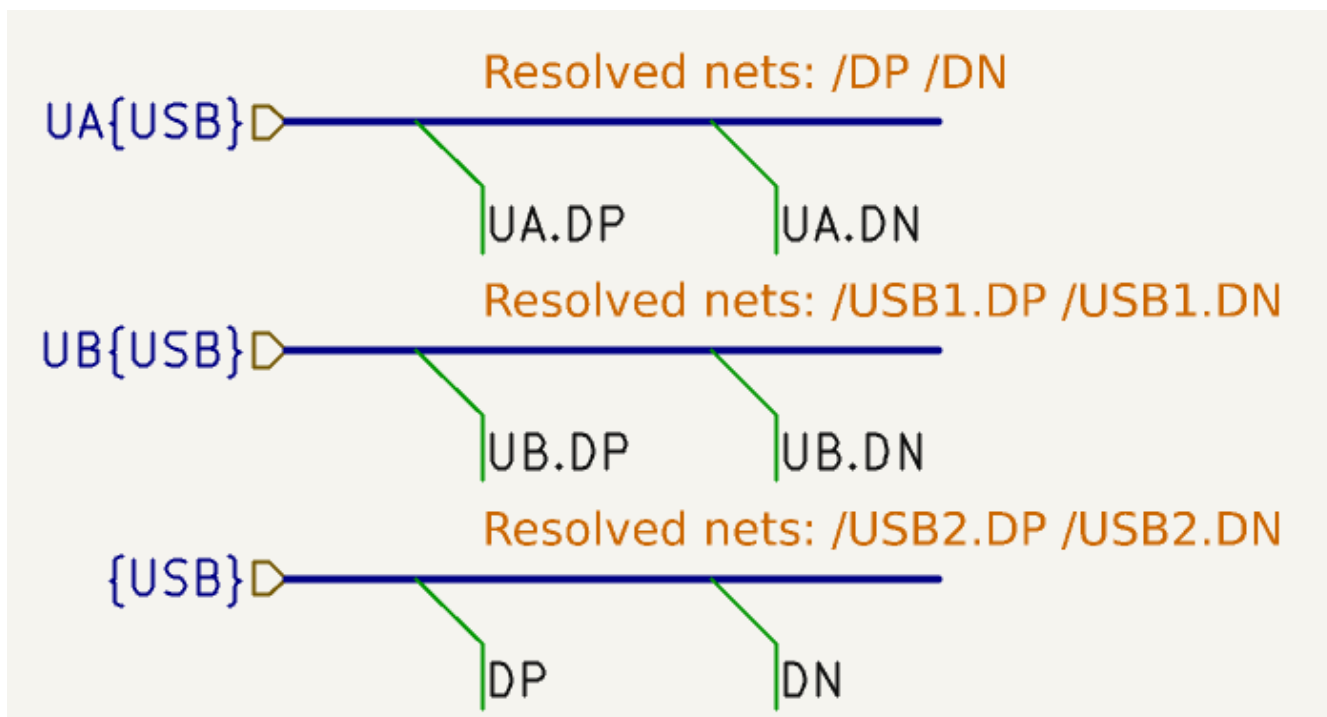 Resolved nets: /DP /DN
UA{USB}
UA.DP UA.DN
Resolved nets: /USB1.DP /USB1.DN
UB{USB}
UB.DP UB.DN
Resolved nets: /USB2.DP /USB2.DN
{USB}
DP DN